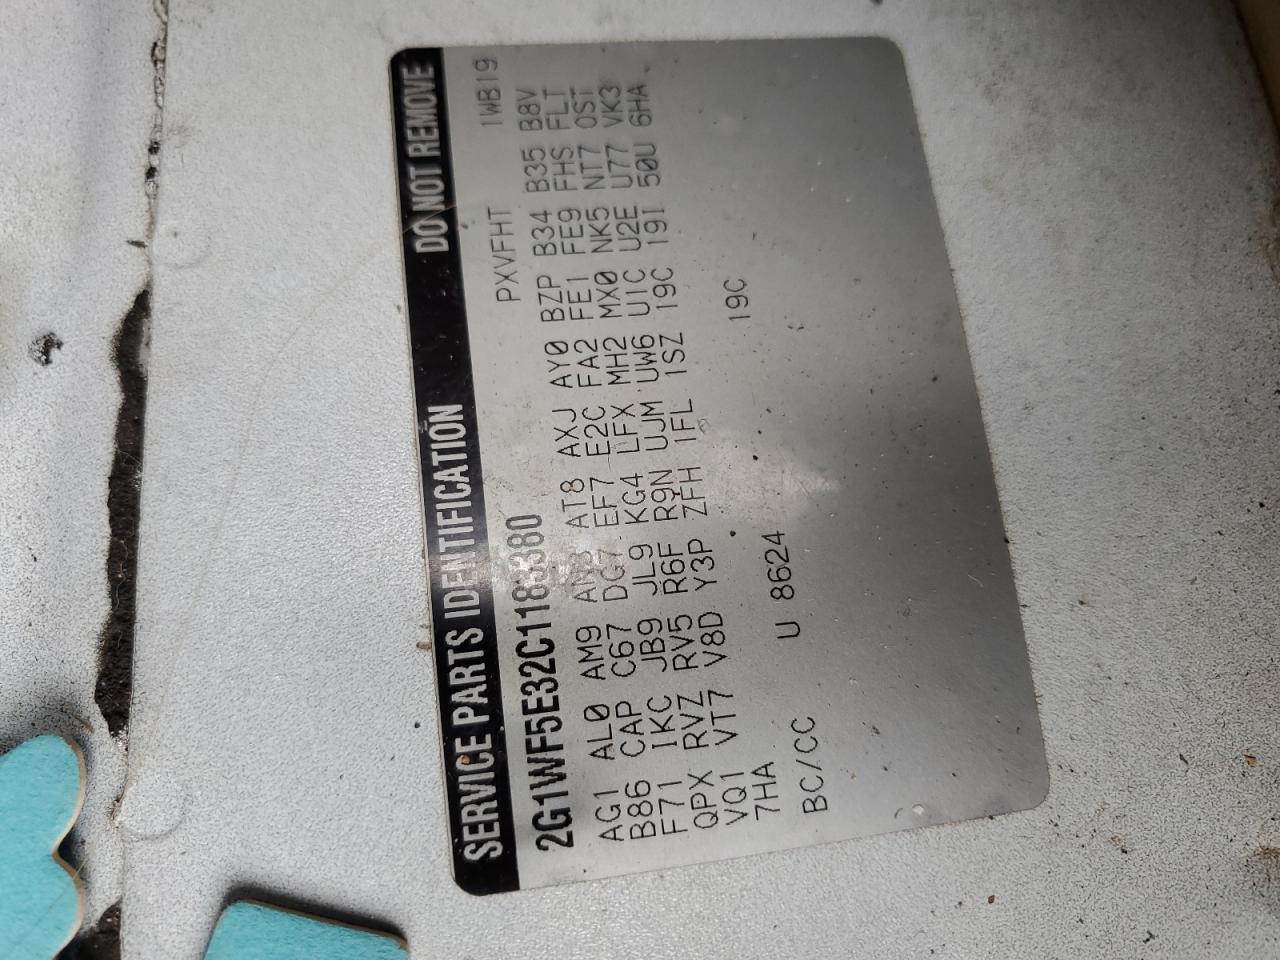 SERVICE PARTS IDENTIFICATION DO NOT REMOVE
2G1WF5E32C1183380 PXVFHT 1WB19
AG1 AL0 AM9 AN3 AT8 AXJ AY0 BZP B34 B35 B8V
B86 CAP C67 DG7 EF7 E2C FA2 FE1 FE9 FHS FLT
F71 IKC JB9 JL9 KG4 LFX MH2 MX0 NK5 NT7 OST
QPX RVZ RV5 R6F R9N UJM UW6 U1C U2E U77 VK3
VQ1 VT7 V8D Y3P ZFH 1FL 1SZ 19C 19I 50U 6HA
7HA 19C
BC/CC U 8624